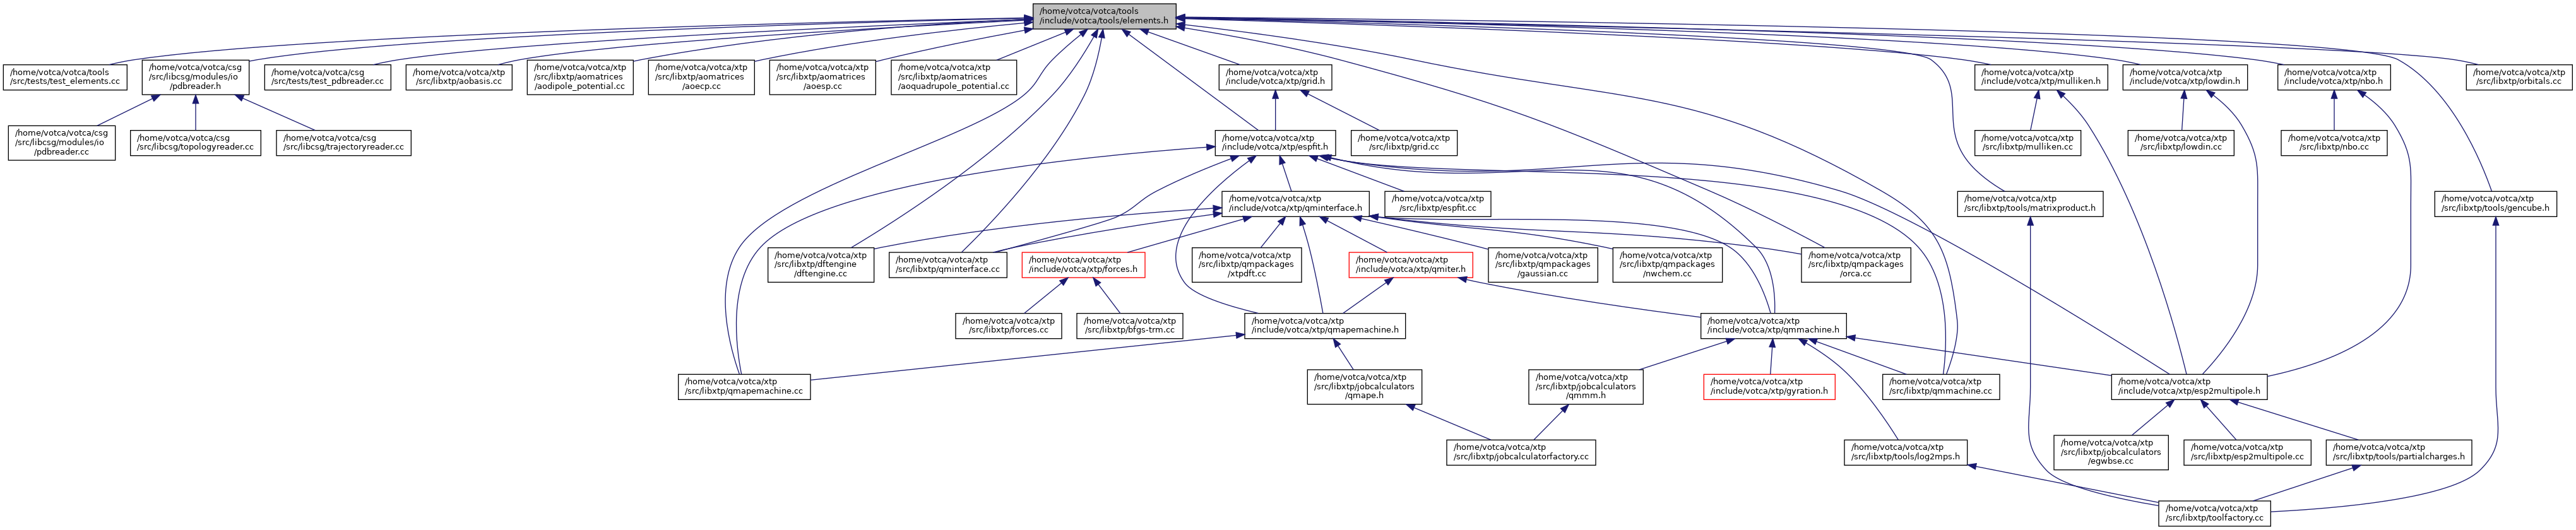 /home/votca/votca/tools
/include/votca/tools/elements.h
/home/votca/votca/tools
/src/tests/test_elements.cc
/home/votca/votca/csg
/src/libcsg/modules/io
/pdbreader.h
/home/votca/votca/csg
/src/tests/test_pdbreader.cc
/home/votca/votca/xtp
/src/libxtp/aobasis.cc
/home/votca/votca/xtp
/src/libxtp/aomatrices
/aodipole_potential.cc
/home/votca/votca/xtp
/src/libxtp/aomatrices
/aoecp.cc
/home/votca/votca/xtp
/src/libxtp/aomatrices
/aoesp.cc
/home/votca/votca/xtp
/src/libxtp/aomatrices
/aoquadrupole_potential.cc
/home/votca/votca/xtp
/include/votca/xtp/grid.h
/home/votca/votca/xtp
/include/votca/xtp/mulliken.h
/home/votca/votca/xtp
/include/votca/xtp/lowdin.h
/home/votca/votca/xtp
/include/votca/xtp/nbo.h
/home/votca/votca/xtp
/src/libxtp/orbitals.cc
/home/votca/votca/csg
/src/libcsg/modules/io
/pdbreader.cc
/home/votca/votca/csg
/src/libcsg/topologyreader.cc
/home/votca/votca/csg
/src/libcsg/trajectoryreader.cc
/home/votca/votca/xtp
/include/votca/xtp/espfit.h
/home/votca/votca/xtp
/src/libxtp/grid.cc
/home/votca/votca/xtp
/src/libxtp/mulliken.cc
/home/votca/votca/xtp
/src/libxtp/lowdin.cc
/home/votca/votca/xtp
/src/libxtp/nbo.cc
/home/votca/votca/xtp
/include/votca/xtp/qminterface.h
/home/votca/votca/xtp
/src/libxtp/espfit.cc
/home/votca/votca/xtp
/src/libxtp/tools/matrixproduct.h
/home/votca/votca/xtp
/src/libxtp/tools/gencube.h
/home/votca/votca/xtp
/src/libxtp/dftengine
/dftengine.cc
/home/votca/votca/xtp
/src/libxtp/qminterface.cc
/home/votca/votca/xtp
/include/votca/xtp/forces.h
/home/votca/votca/xtp
/src/libxtp/qmpackages
/xtpdft.cc
/home/votca/votca/xtp
/include/votca/xtp/qmiter.h
/home/votca/votca/xtp
/src/libxtp/qmpackages
/gaussian.cc
/home/votca/votca/xtp
/src/libxtp/qmpackages
/nwchem.cc
/home/votca/votca/xtp
/src/libxtp/qmpackages
/orca.cc
/home/votca/votca/xtp
/src/libxtp/forces.cc
/home/votca/votca/xtp
/src/libxtp/bfgs-trm.cc
/home/votca/votca/xtp
/include/votca/xtp/qmapemachine.h
/home/votca/votca/xtp
/include/votca/xtp/qmmachine.h
/home/votca/votca/xtp
/src/libxtp/qmapemachine.cc
/home/votca/votca/xtp
/src/libxtp/jobcalculators
/qmape.h
/home/votca/votca/xtp
/src/libxtp/jobcalculators
/qmmm.h
/home/votca/votca/xtp
/include/votca/xtp/gyration.h
/home/votca/votca/xtp
/src/libxtp/qmmachine.cc
/home/votca/votca/xtp
/include/votca/xtp/esp2multipole.h
/home/votca/votca/xtp
/src/libxtp/jobcalculatorfactory.cc
/home/votca/votca/xtp
/src/libxtp/tools/log2mps.h
/home/votca/votca/xtp
/src/libxtp/jobcalculators
/egwbse.cc
/home/votca/votca/xtp
/src/libxtp/esp2multipole.cc
/home/votca/votca/xtp
/src/libxtp/tools/partialcharges.h
/home/votca/votca/xtp
/src/libxtp/toolfactory.cc